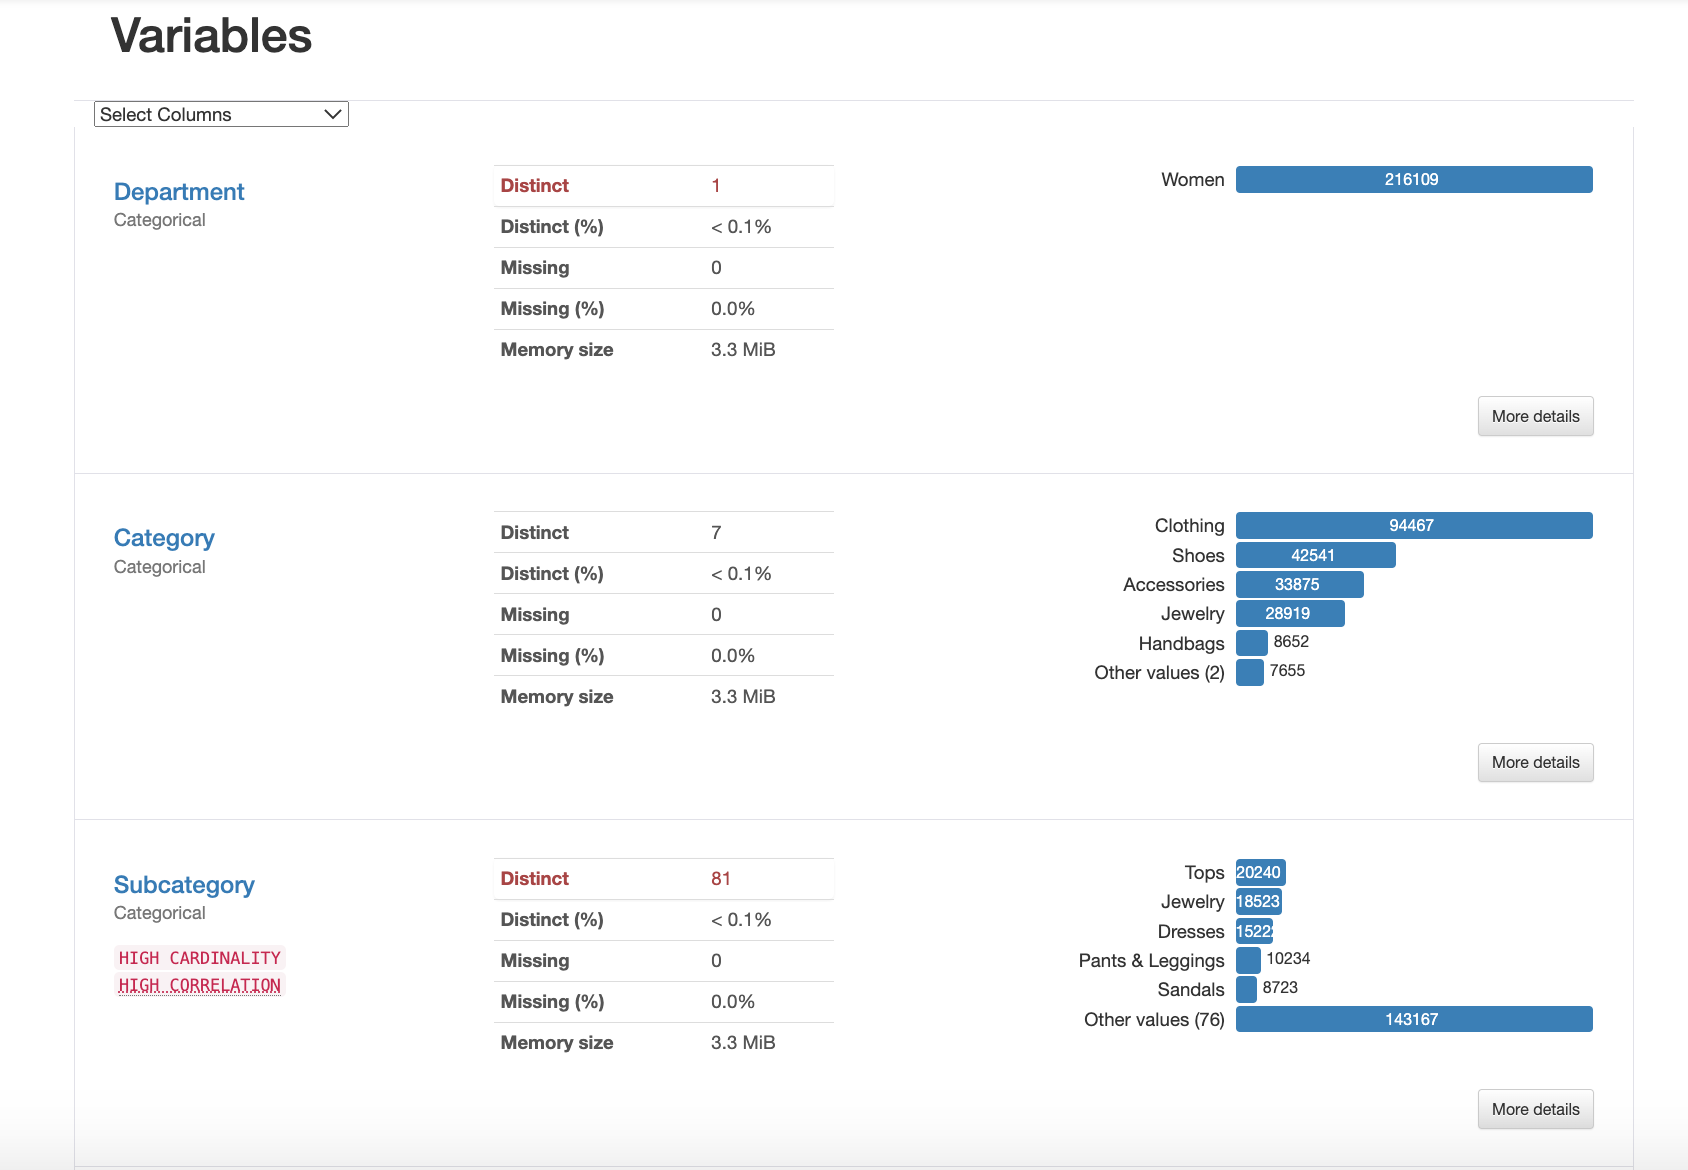 Variables
Select Columns
Department
Categorical
Distinct 1
Distinct (%) < 0.1%
Missing 0
Missing (%) 0.0%
Memory size 3.3 MiB
Women 216109
More details
Category
Categorical
Distinct 7
Distinct (%) < 0.1%
Missing 0
Missing (%) 0.0%
Memory size 3.3 MiB
Clothing 94467
Shoes 42541
Accessories 33875
Jewelry 28919
Handbags 8652
Other values (2) 7655
More details
Subcategory
Categorical
HIGH CARDINALITY
HIGH CORRELATION
Distinct 81
Distinct (%) < 0.1%
Missing 0
Missing (%) 0.0%
Memory size 3.3 MiB
Tops 20240
Jewelry 18523
Dresses
Pants & Leggings 10234
Sandals 8723
Other values (76) 143167
More details